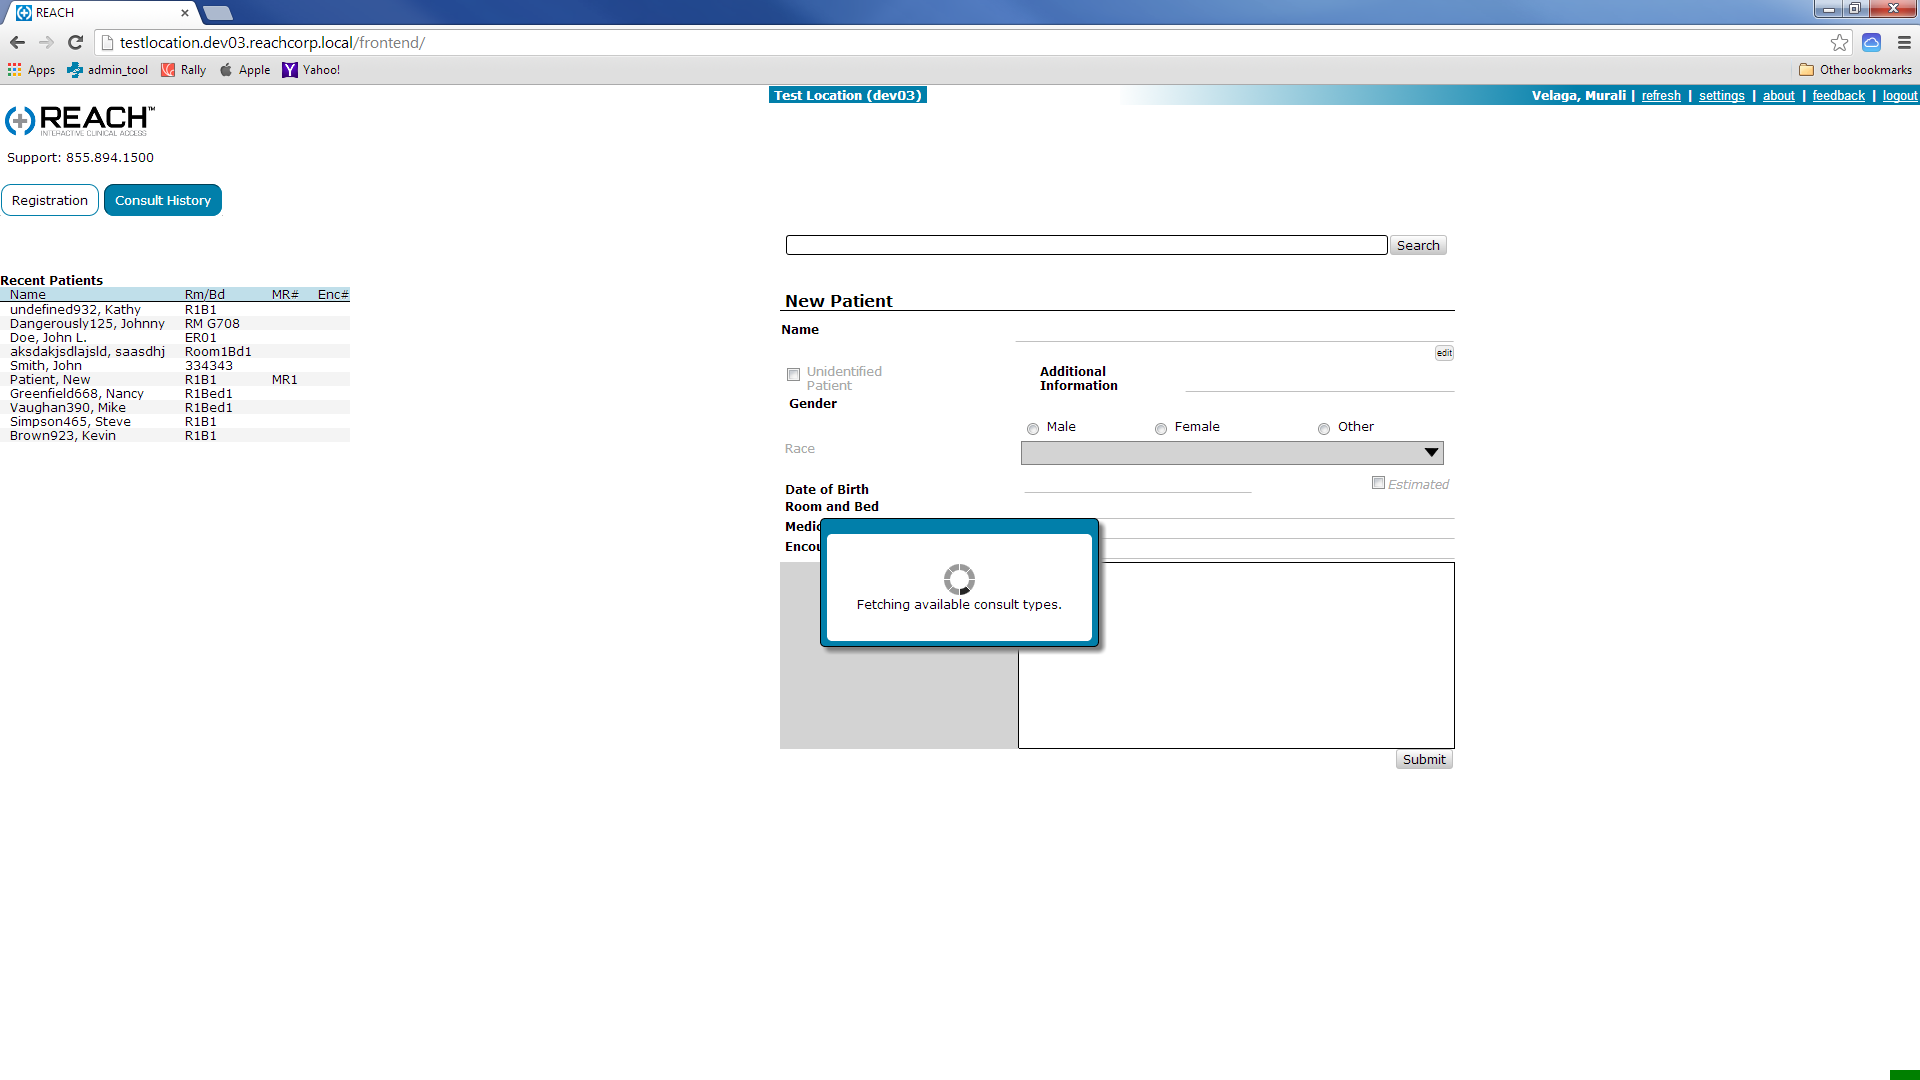 REACH
testlocation.dev03.reachcorp.local/frontend/
Apps admin_tool Rally Apple Yahoo! Other bookmarks
Test Location (dev03) Velaga, Murali | refresh | settings | about | feedback | logout
REACH™
INTERACTIVE CLINICAL ACCESS
Support: 855.894.1500
Registration Consult History
Search
Recent Patients
Name Rm/Bd MR# Enc#
undefined932, Kathy R1B1
Dangerously125, Johnny RM G708
Doe, John L. ER01
aksdakjsdlajsld, saasdhj Room1Bd1
Smith, John 334343
Patient, New R1B1 MR1
Greenfield668, Nancy R1Bed1
Vaughan390, Mike R1Bed1
Simpson465, Steve R1B1
Brown923, Kevin R1B1
New Patient
Name
edit
Unidentified
Patient
Additional
Information
Gender
Male Female Other
Race
Date of Birth
Estimated
Room and Bed
Medic
Encou
Fetching available consult types.
Submit